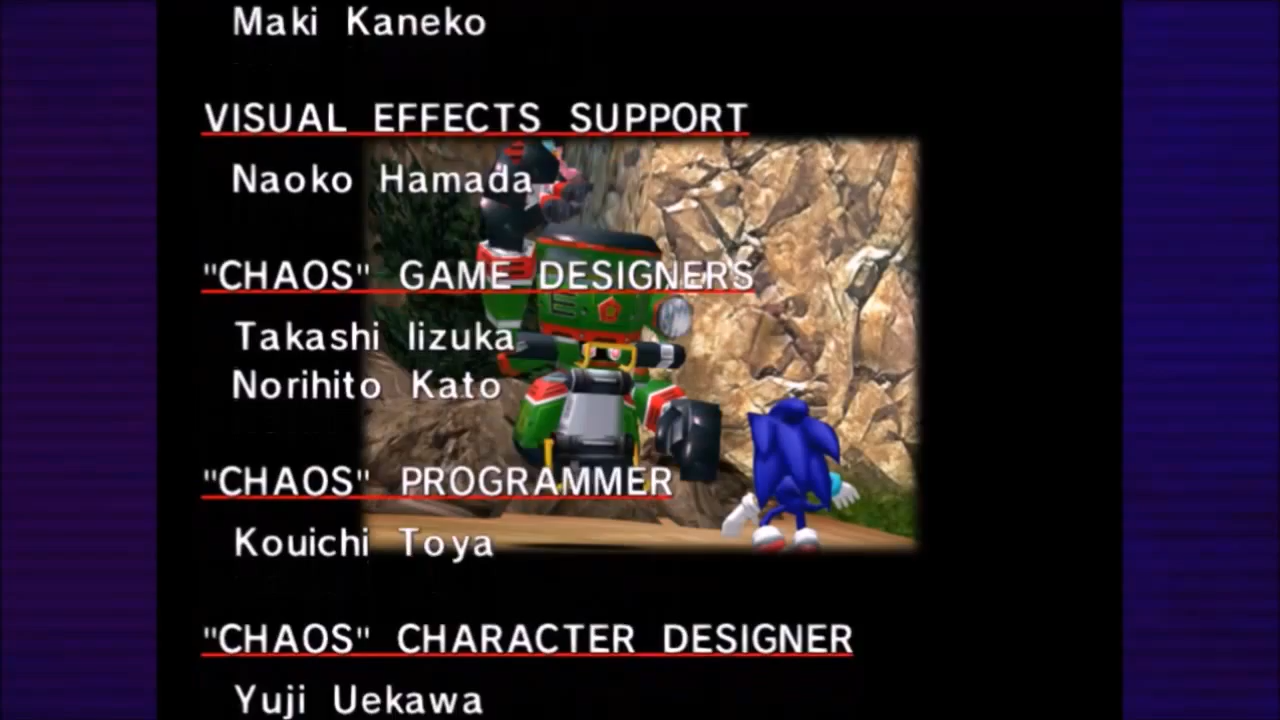 Maki Kaneko
VISUAL EFFECTS SUPPORT
Naoko Hamada
"CHAOS" GAME DESIGNERS
Takashi Iizuka
Norihito Kato
"CHAOS" PROGRAMMER
Kouichi Toya
"CHAOS" CHARACTER DESIGNER
Yuji Uekawa